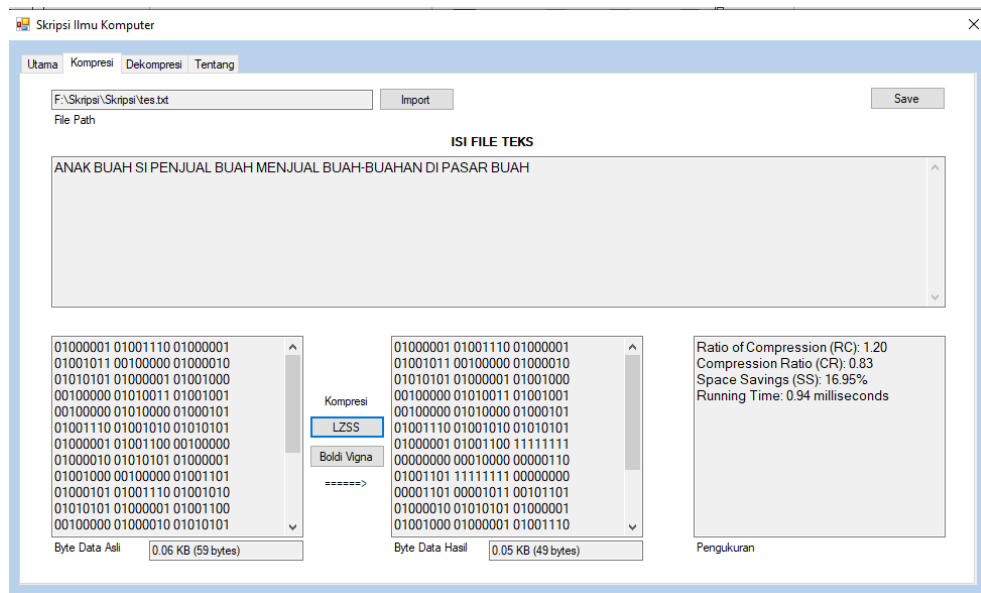 Skripsi Ilmu Komputer
Utama Kompresi Dekompresi Tentang
F:\Skripsi\Skripsi\tes.txt Import Save
File Path
ISI FILE TEKS
ANAK BUAH SI PENJUAL BUAH MENJUAL BUAH-BUAHAN DI PASAR BUAH
01000001 01001110 01000001
01001011 00100000 01000010
01010101 01000001 01001000
00100000 01010011 01001001
00100000 01010000 01000101
01001110 01001010 01010101
01000001 01001100 00100000
01000010 01010101 01000001
01001000 00100000 01001101
01000101 01001110 01001010
01010101 01000001 01001100
00100000 01000010 01010101
Byte Data Asli 0.06 KB (59 bytes)
Kompresi
LZSS
Boldi Vigna
======>
01000001 01001110 01000001
01001011 00100000 01000010
01010101 01000001 01001000
00100000 01010011 01001001
00100000 01010000 01000101
01001110 01001010 01010101
01000001 01001100 11111111
00000000 00010000 00000110
01001101 11111111 00000000
00001101 00001011 00101101
01000010 01010101 01000001
01001000 01000001 01001110
Byte Data Hasil 0.05 KB (49 bytes)
Ratio of Compression (RC): 1.20
Compression Ratio (CR): 0.83
Space Savings (SS): 16.95%
Running Time: 0.94 milliseconds
Pengukuran